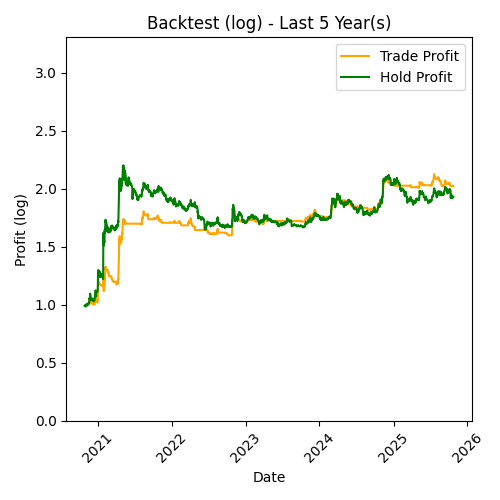 Backtest (log) - Last 5 Year(s)
Trade Profit
Hold Profit
3.0
2.5
2.0
1.5
1.0
0.5
0.0
Profit (log)
2021
2022
2023
2024
2025
2026
Date